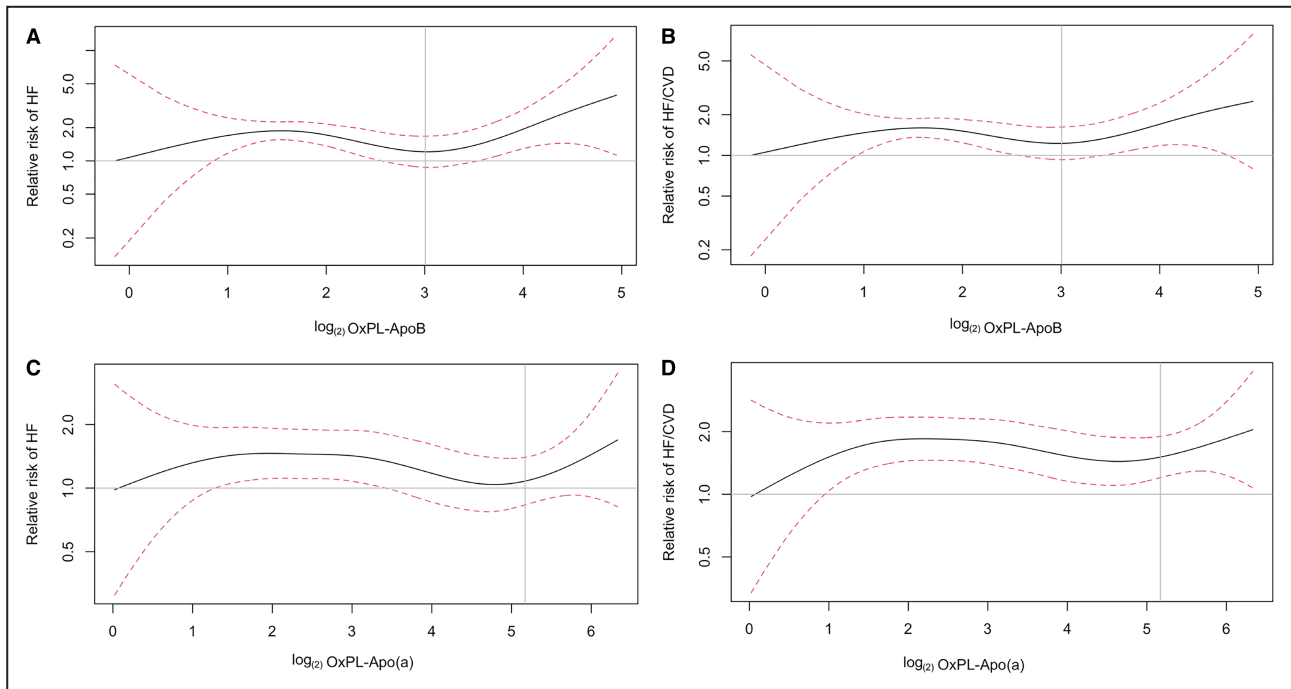 A
Relative risk of HF
5.0
2.0
1.0
0.5
0.2
0 1 2 3 4 5
log(2) OxPL-ApoB
B
Relative risk of HF/CVD
5.0
2.0
1.0
0.5
0.2
0 1 2 3 4 5
log(2) OxPL-ApoB
C
Relative risk of HF
2.0
1.0
0.5
0 1 2 3 4 5 6
log(2) OxPL-Apo(a)
D
Relative risk of HF/CVD
2.0
1.0
0.5
0 1 2 3 4 5 6
log(2) OxPL-Apo(a)